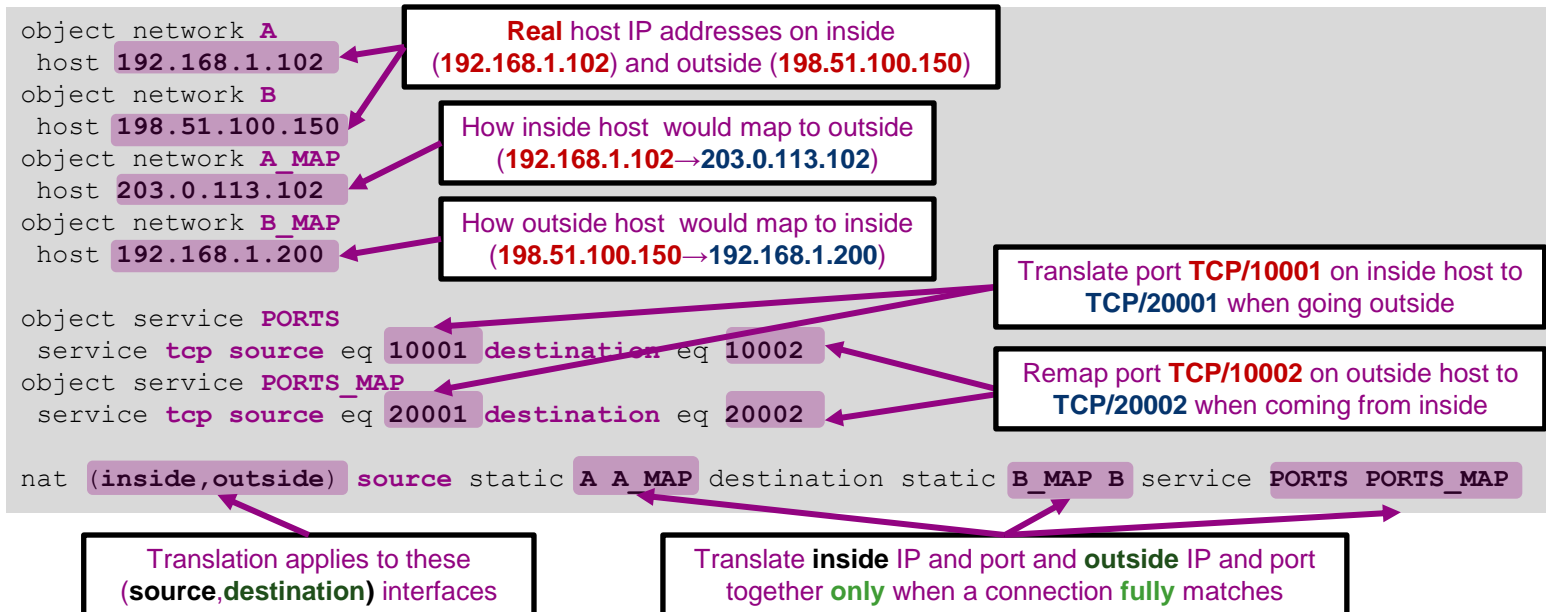 object network A
host 192.168.1.102
object network B
host 198.51.100.150
object network A_MAP
host 203.0.113.102
object network B_MAP
host 192.168.1.200
Real host IP addresses on inside
(192.168.1.102) and outside (198.51.100.150)
How inside host would map to outside
(192.168.1.102→203.0.113.102)
How outside host would map to inside
(198.51.100.150→192.168.1.200)
object service PORTS
service tcp source eq 10001 destination eq 10002
object service PORTS_MAP
service tcp source eq 20001 destination eq 20002
Translate port TCP/10001 on inside host to
TCP/20001 when going outside
Remap port TCP/10002 on outside host to
TCP/20002 when coming from inside
nat (inside,outside) source static A A_MAP destination static B_MAP B service PORTS PORTS_MAP
Translation applies to these
(source,destination) interfaces
Translate inside IP and port and outside IP and port
together only when a connection fully matches